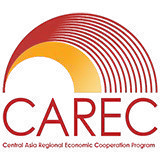 CAREC
Central Asia Regional Economic Cooperation Program